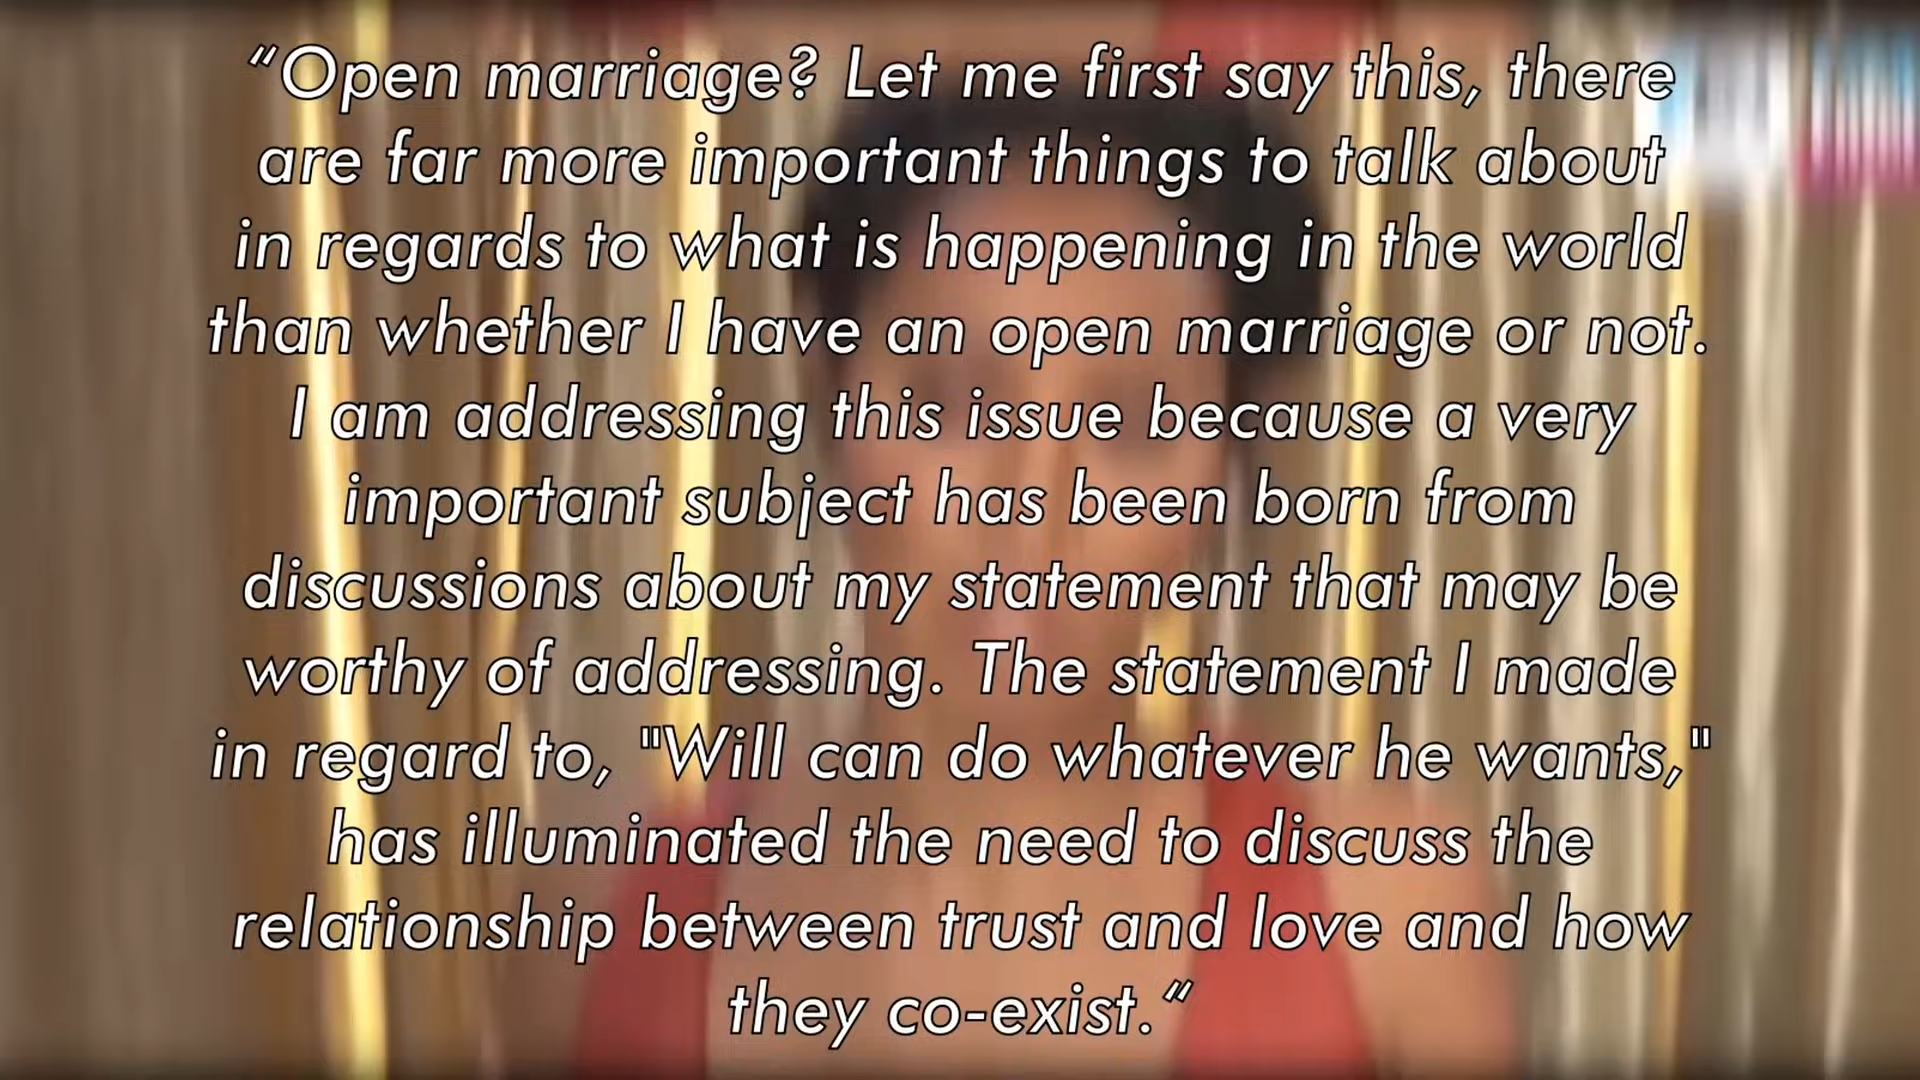 “Open marriage? Let me first say this, there
are far more important things to talk about
in regards to what is happening in the world
than whether I have an open marriage or not.
I am addressing this issue because a very
important subject has been born from
discussions about my statement that may be
worthy of addressing. The statement I made
in regard to, "Will can do whatever he wants,"
has illuminated the need to discuss the
relationship between trust and love and how
they co-exist.“